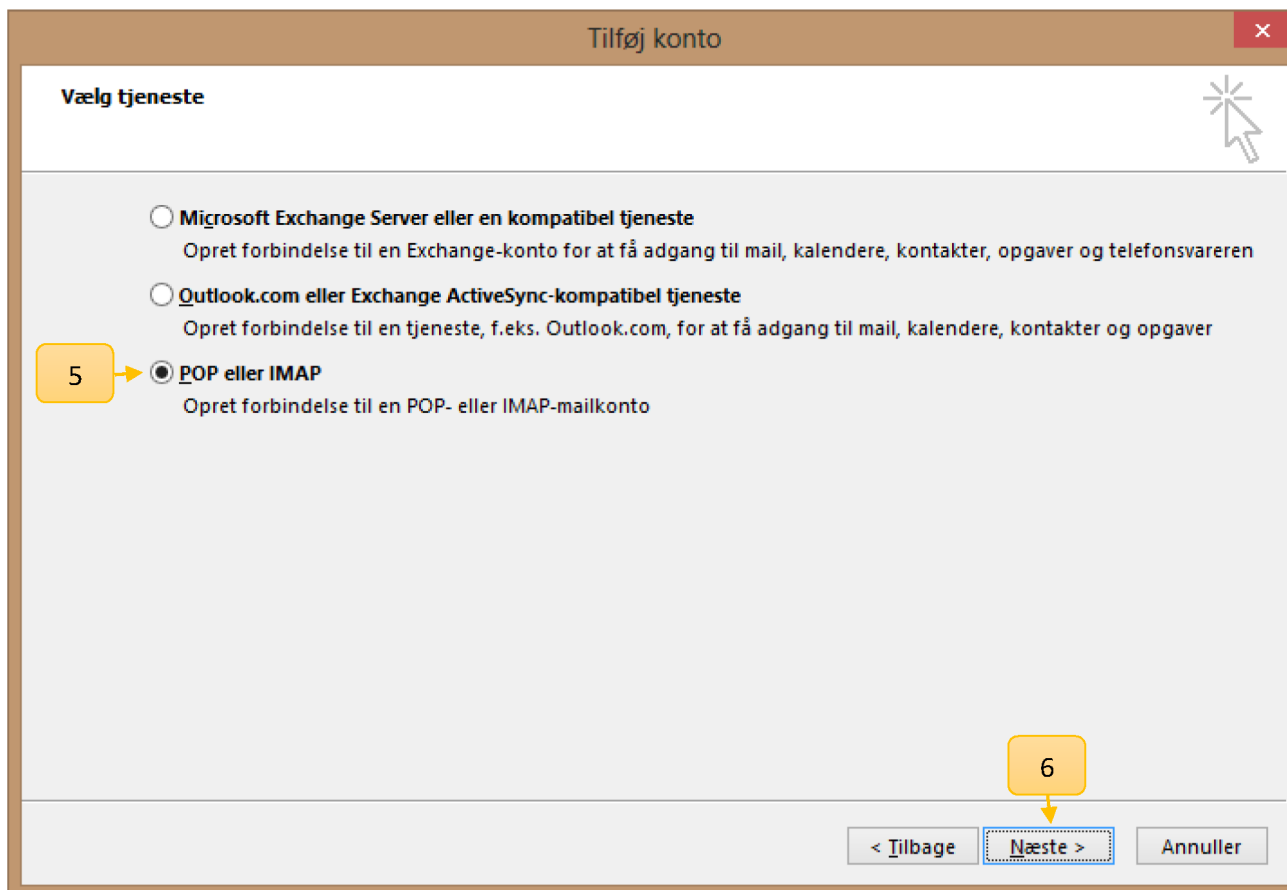 Tilføj konto
Vælg tjeneste
Microsoft Exchange Server eller en kompatibel tjeneste
Opret forbindelse til en Exchange-konto for at få adgang til mail, kalendere, kontakter, opgaver og telefonsvareren
Outlook.com eller Exchange ActiveSync-kompatibel tjeneste
Opret forbindelse til en tjeneste, f.eks. Outlook.com, for at få adgang til mail, kalendere, kontakter og opgaver
5 POP eller IMAP
Opret forbindelse til en POP- eller IMAP-mailkonto
6
< Tilbage Næste > Annuller